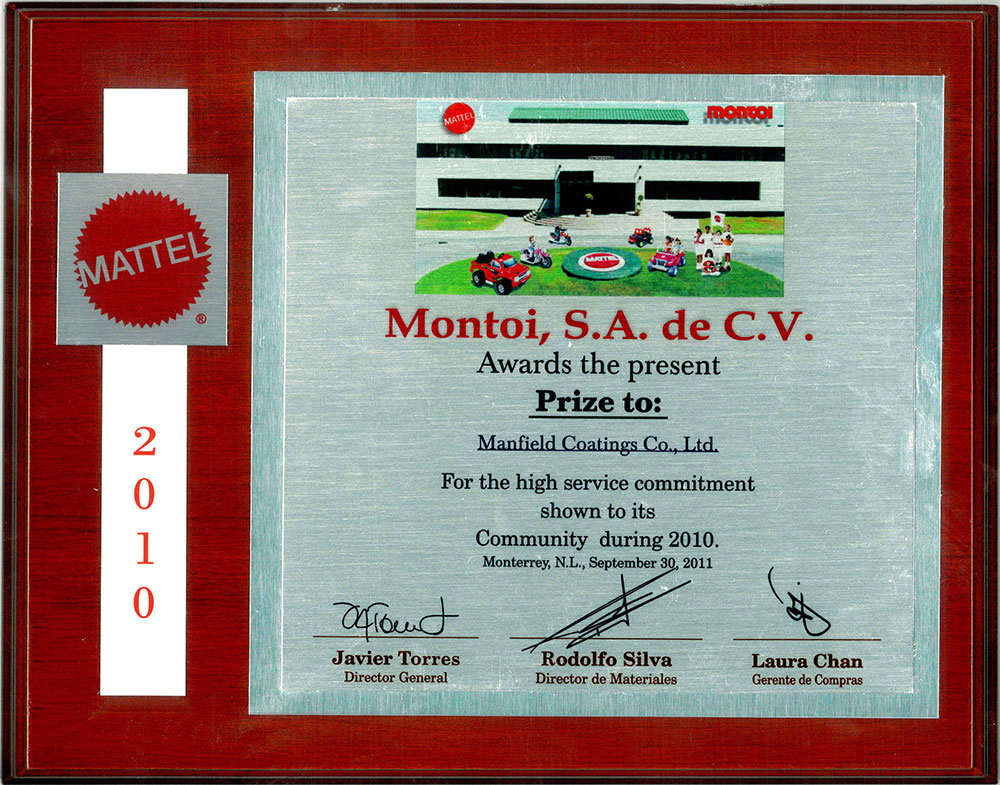 MATTEL
montoi
MATTEL
MATTEL
®
2
0
1
0
Montoi, S.A. de C.V.
Awards the present
Prize to:
Manfield Coatings Co., Ltd.
For the high service commitment
shown to its
Community during 2010.
Monterrey, N.L., September 30, 2011
Javier Torres
Director General
Rodolfo Silva
Director de Materiales
Laura Chan
Gerente de Compras